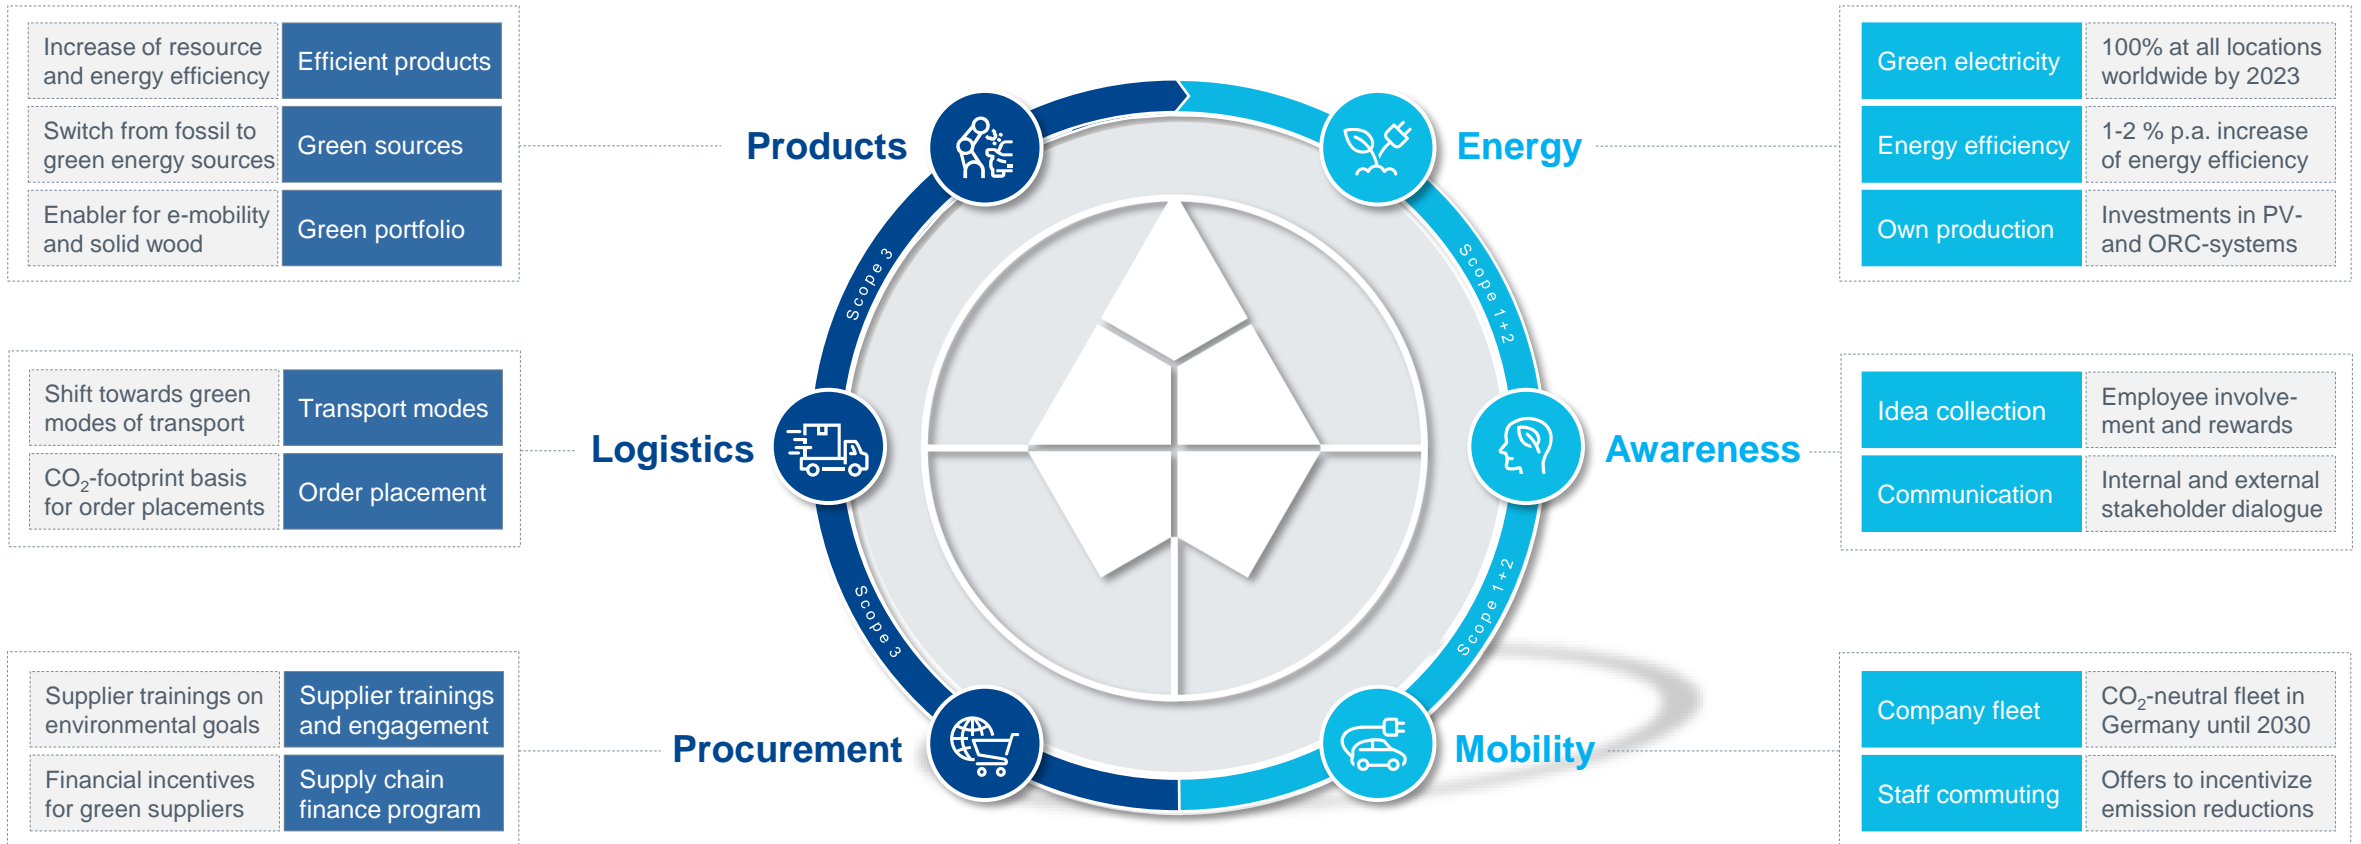 Increase of resource
and energy efficiency
Efficient products
Switch from fossil to
green energy sources
Green sources
Enabler for e-mobility
and solid wood
Green portfolio
Products
Shift towards green
modes of transport
Transport modes
CO₂-footprint basis
for order placements
Order placement
Logistics
Supplier trainings on
environmental goals
Supplier trainings
and engagement
Financial incentives
for green suppliers
Supply chain
finance program
Procurement
Scope 3
Scope 3
Scope 1+2
Scope 1+2
Energy
Green electricity
100% at all locations
worldwide by 2023
Energy efficiency
1-2 % p.a. increase
of energy efficiency
Own production
Investments in PV-
and ORC-systems
Awareness
Idea collection
Employee involve-
ment and rewards
Communication
Internal and external
stakeholder dialogue
Mobility
Company fleet
CO₂-neutral fleet in
Germany until 2030
Staff commuting
Offers to incentivize
emission reductions